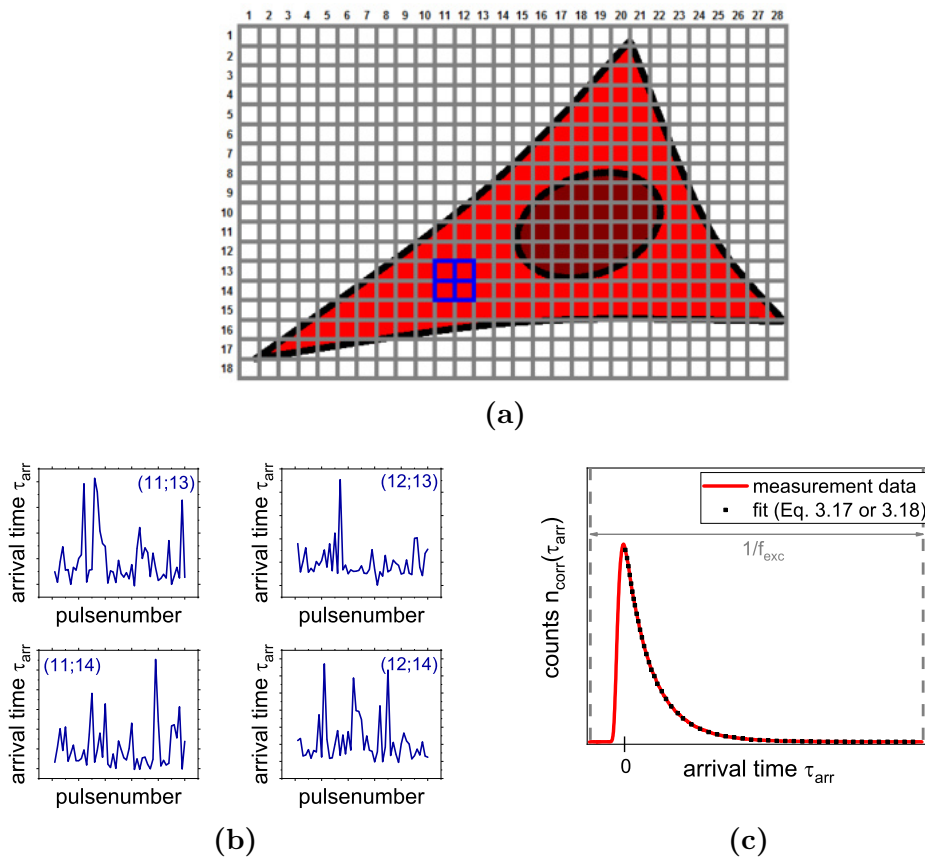 1 2 3 4 5 6 7 8 9 10 11 12 13 14 15 16 17 18 19 20 21 22 23 24 25 26 27 28
1
2
3
4
5
6
7
8
9
10
11
12
13
14
15
16
17
18
(a)
arrival time τarr
(11;13)
pulsenumber
arrival time τarr
(12;13)
pulsenumber
arrival time τarr
(11;14)
pulsenumber
arrival time τarr
(12;14)
pulsenumber
(b)
counts ncorr(τarr)
measurement data
fit (Eq. 3.17 or 3.18)
1/fexc
0
arrival time τarr
(c)